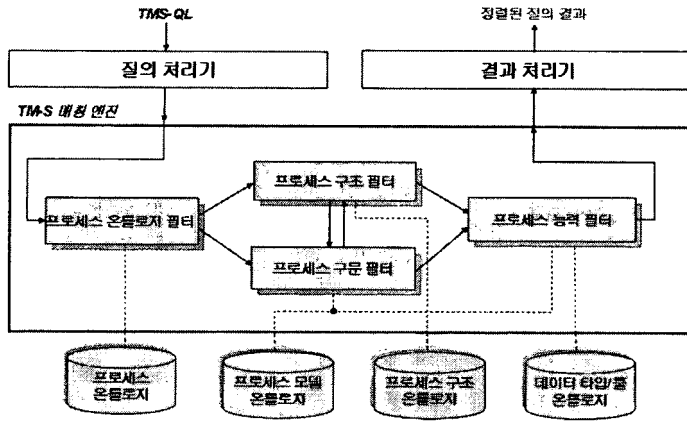 TMS-QL
정렬된 질의 결과
질의 처리기
결과 처리기
TM-S 매칭 엔진
프로세스 구조 필터
프로세스 온톨로지 필터
프로세스 능력 필터
프로세스 구문 필터
프로세스
온톨로지
프로세스 모델
온톨로지
프로세스 구조
온톨로지
데이터 타입/룰
온톨로지